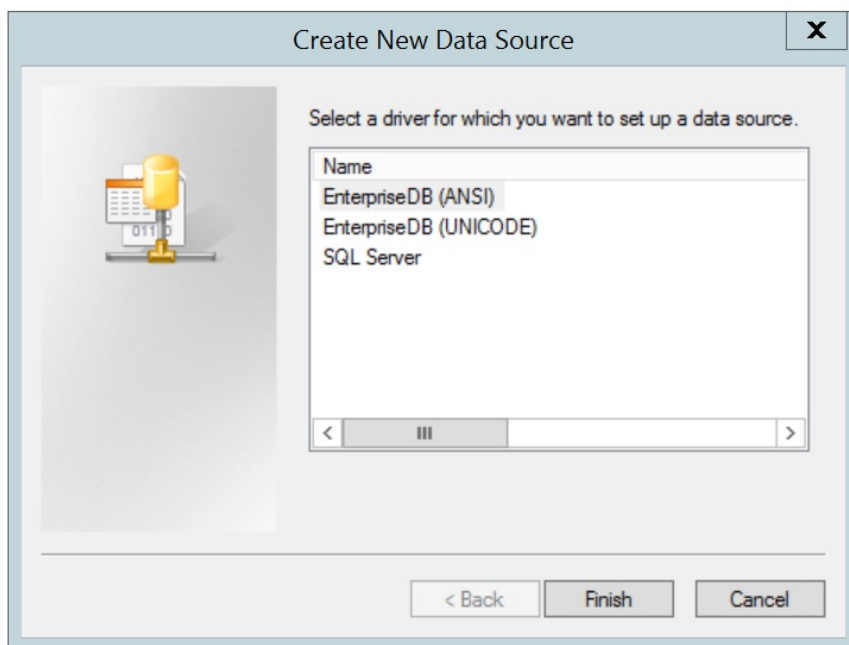 Create New Data Source
X
Select a driver for which you want to set up a data source.
Name
EnterpriseDB (ANSI)
EnterpriseDB (UNICODE)
SQL Server
< Back
Finish
Cancel